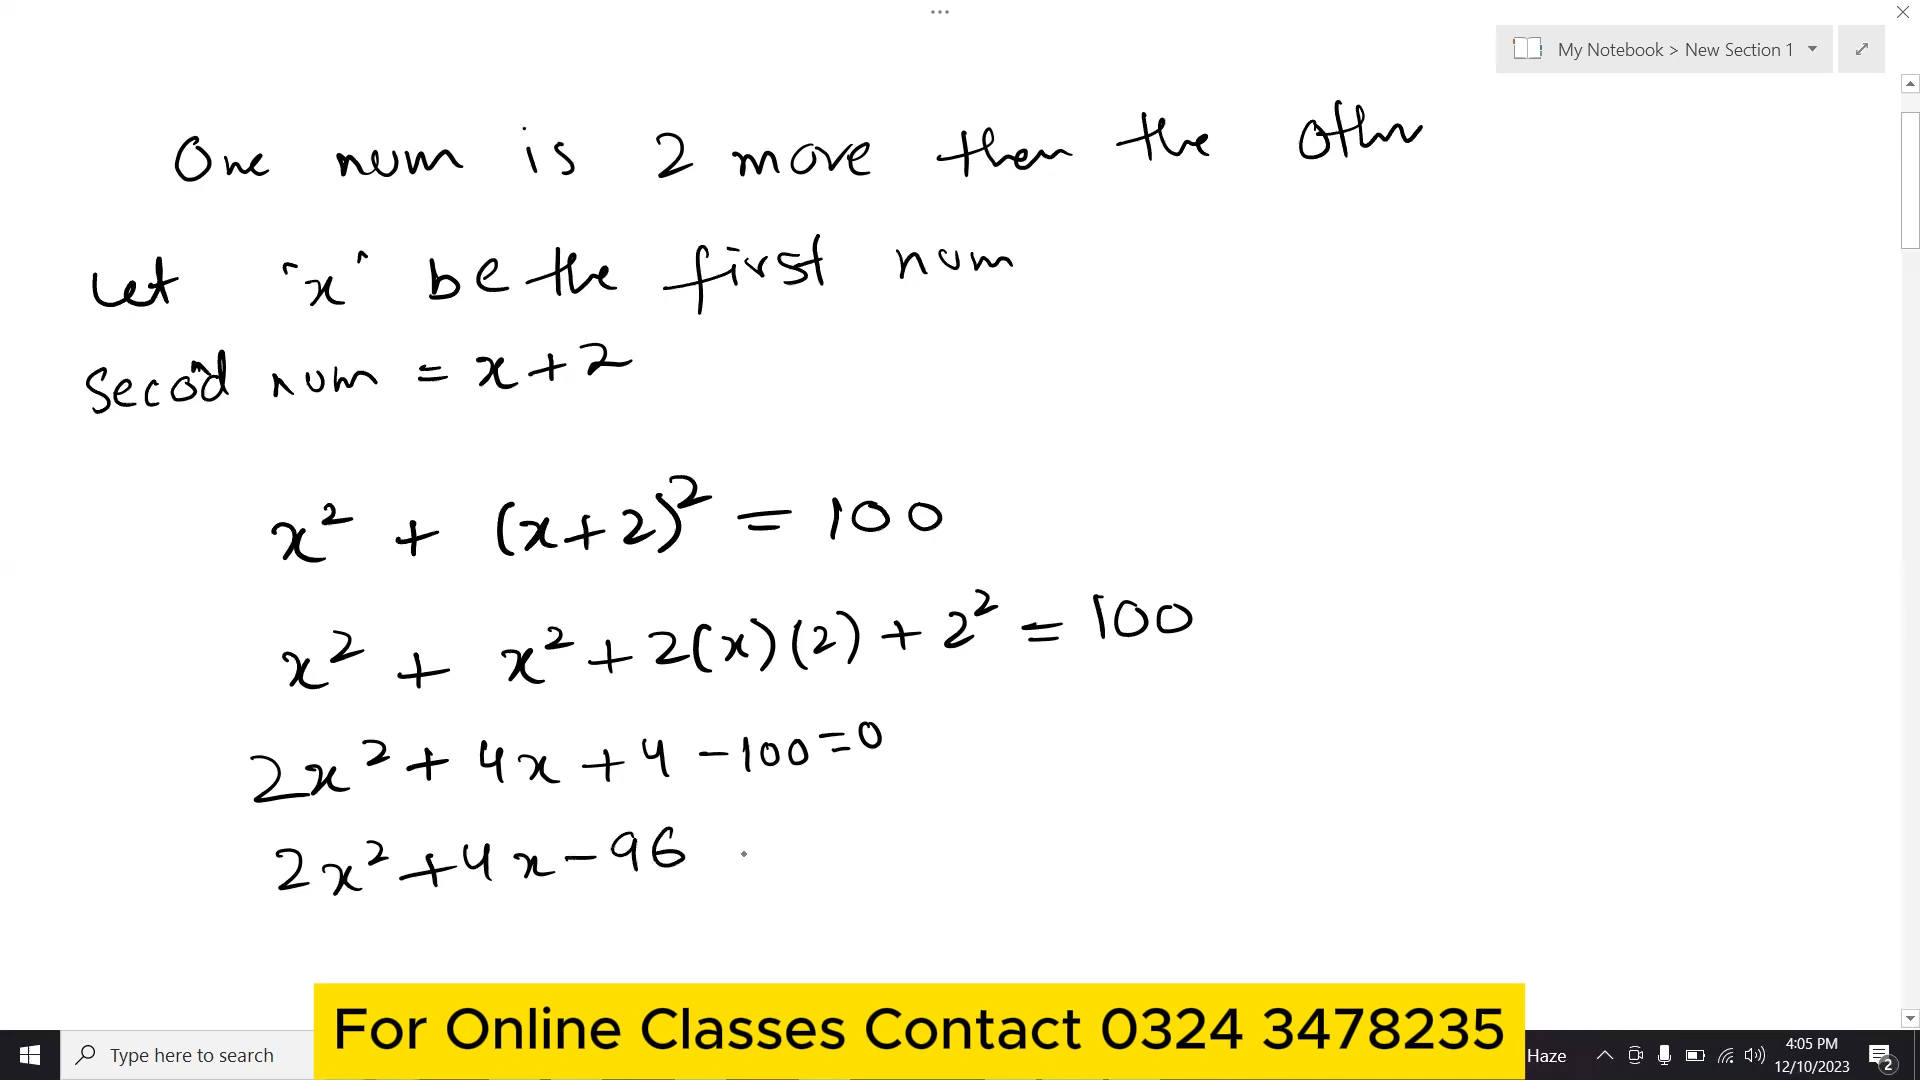 My Notebook > New Section 1
One num is 2 more then the other
Let "x" be the first num
Second num = x+2
x² + (x+2)² = 100
x² + x² + 2(x)(2) + 2² = 100
2x² + 4x + 4 - 100 = 0
2x² + 4x - 96
For Online Classes Contact 0324 3478235
Type here to search
Haze
4:05 PM
12/10/2023
2